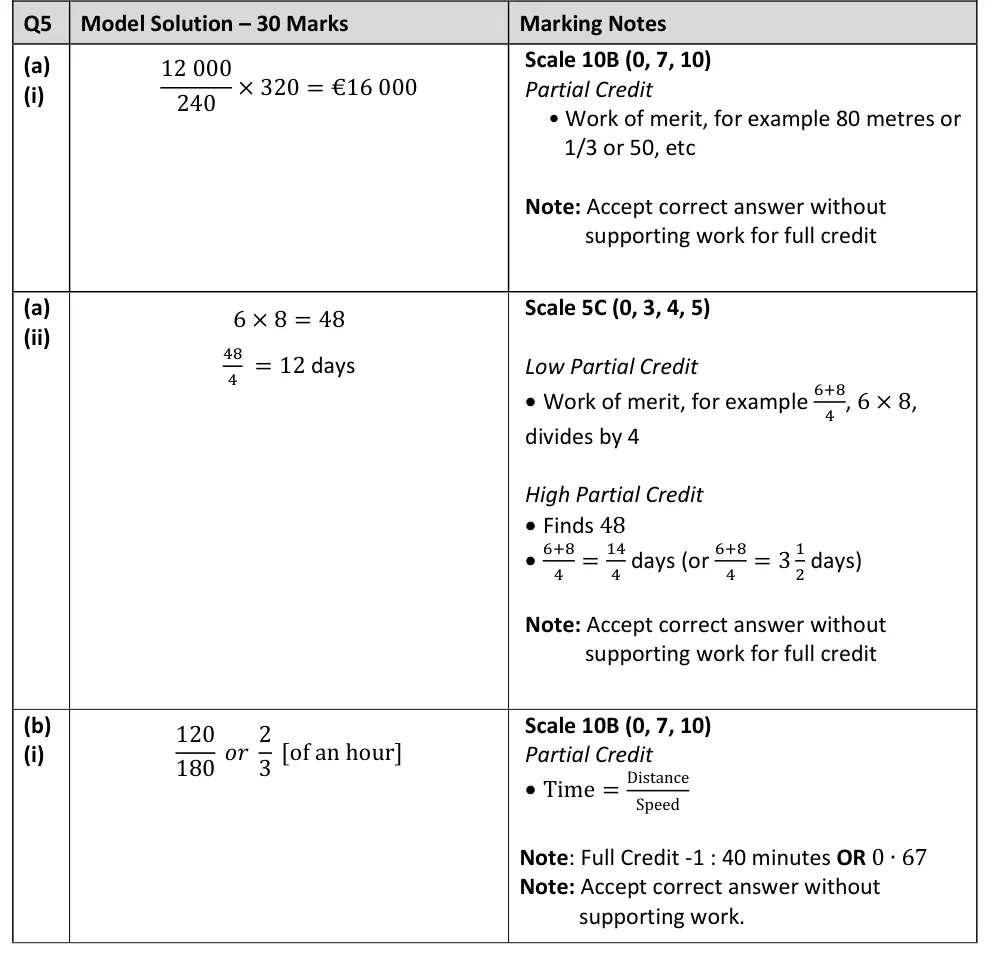 Q5 Model Solution – 30 Marks Marking Notes
(a)
(i)
12 000/240 × 320 = €16 000
Scale 10B (0, 7, 10)
Partial Credit
• Work of merit, for example 80 metres or
1/3 or 50, etc
Note: Accept correct answer without
supporting work for full credit
(a)
(ii)
6 × 8 = 48
48/4 = 12 days
Scale 5C (0, 3, 4, 5)
Low Partial Credit
• Work of merit, for example 6+8/4, 6 × 8,
divides by 4
High Partial Credit
• Finds 48
• 6+8/4 = 14/4 days (or 6+8/4 = 3 1/2 days)
Note: Accept correct answer without
supporting work for full credit
(b)
(i)
120/180 or 2/3 [of an hour]
Scale 10B (0, 7, 10)
Partial Credit
• Time = Distance/Speed
Note: Full Credit -1 : 40 minutes OR 0 · 67
Note: Accept correct answer without
supporting work.